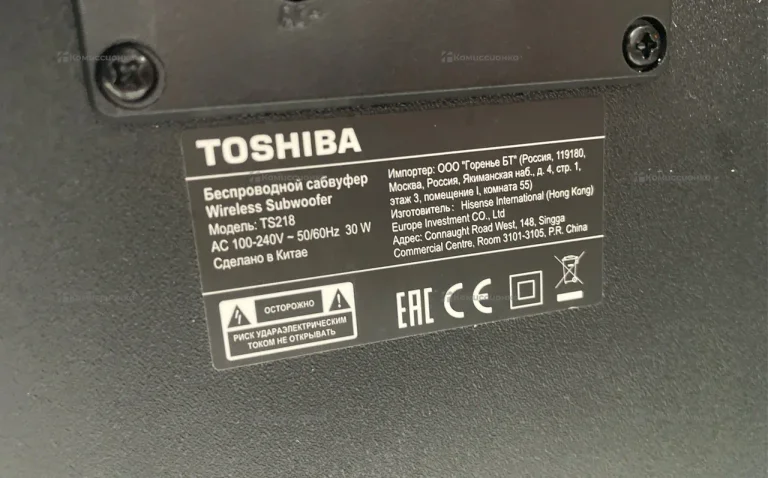 TOSHIBA
Беспроводной сабвуфер
Wireless Subwoofer
Модель: TS218
AC 100-240V ~ 50/60Hz 30 W
Сделано в Китае
Импортер: ООО "Горенье БТ" (Россия, 119180,
Москва, Россия, Якиманская наб., д. 4, стр. 1,
этаж 3, помещение I, комната 55)
Изготовитель: Hisense International (Hong Kong)
Europe Investment CO., Ltd
Адрес: Connaught Road West, 148, Singga
Commercial Centre, Room 3101-3105. P.R. China
ОСТОРОЖНО
РИСК УДАРАЭЛЕКТРИЧЕСКИМ
ТОКОМ НЕ ОТКРЫВАТЬ
EAC CE
Комиссионка